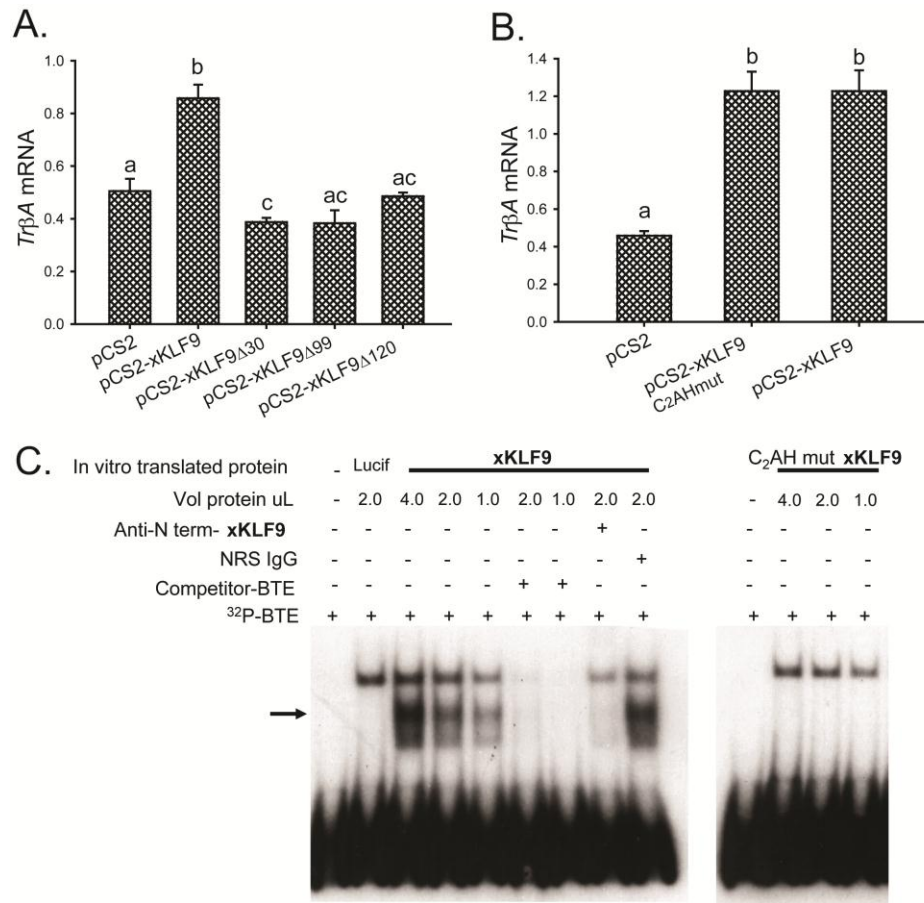 A.
TrβA mRNA
1.0
0.8
0.6
0.4
0.2
0.0
a
b
c
ac
ac
pCS2
pCS2-xKLF9
pCS2-xKLF9Δ30
pCS2-xKLF9Δ99
pCS2-xKLF9Δ120
B.
TrβA mRNA
1.4
1.2
1.0
0.8
0.6
0.4
0.2
0.0
a
b
b
pCS2
pCS2-xKLF9
C₂AHmut
pCS2-xKLF9
C.
In vitro translated protein - Lucif xKLF9 C₂AH mut xKLF9
Vol protein uL - 2.0 4.0 2.0 1.0 2.0 1.0 2.0 2.0 - 4.0 2.0 1.0
Anti-N term- xKLF9 - - - - - - - + - - - - -
NRS IgG - - - - - - - - + - - - -
Competitor-BTE - - - - - + + - - - - - -
³²P-BTE + + + + + + + + + + + + +